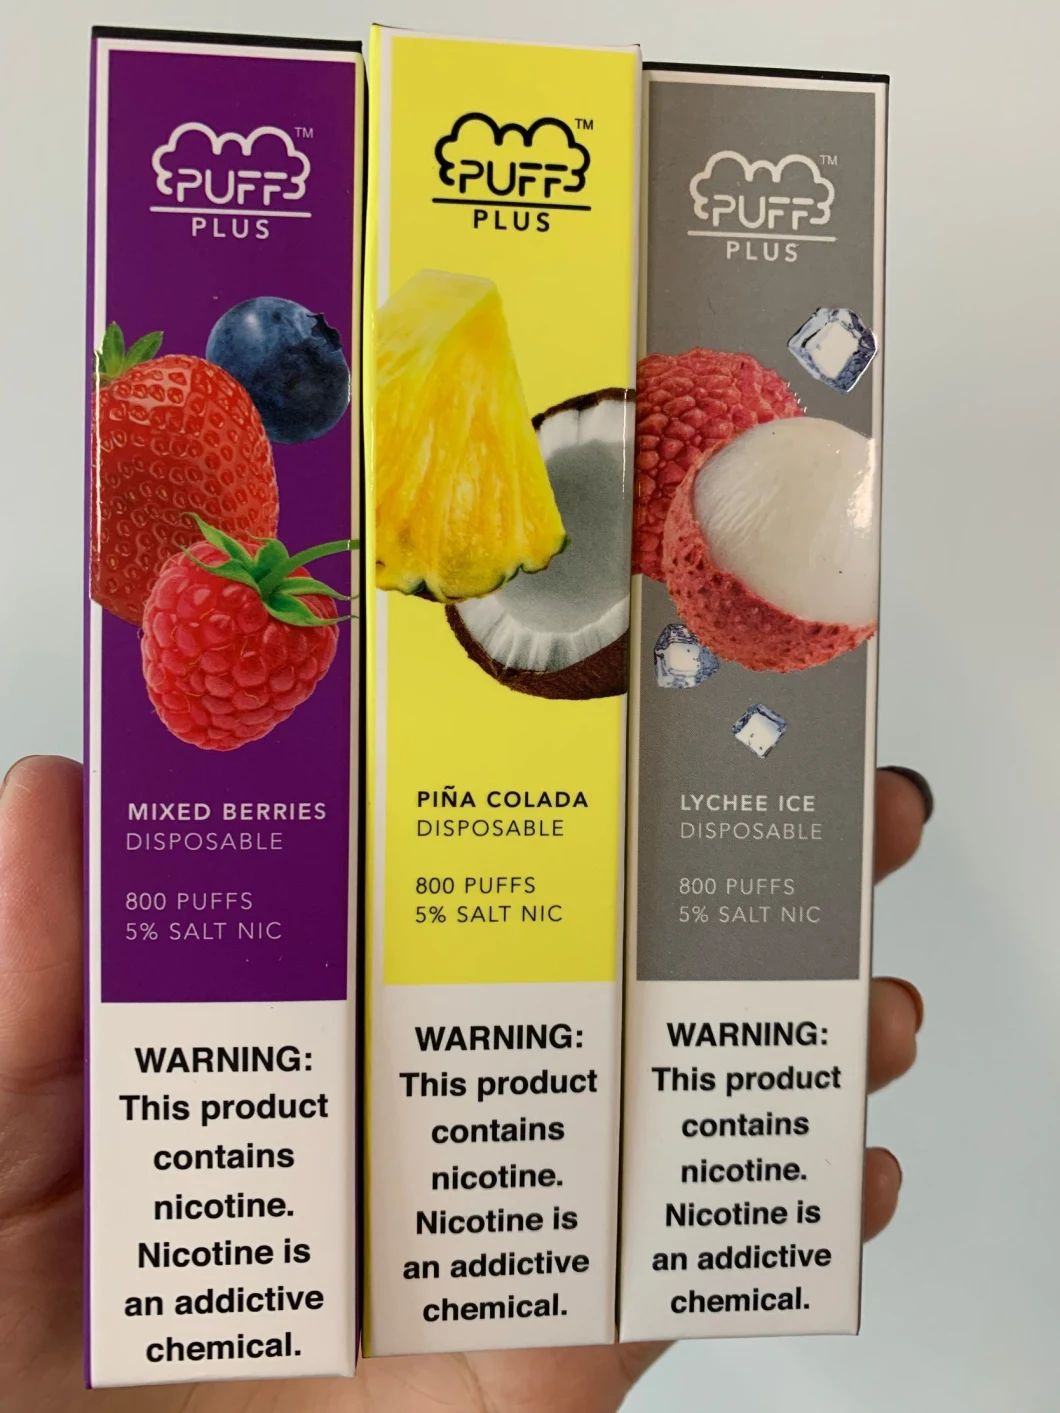 PUFF™
PLUS
MIXED BERRIES
DISPOSABLE
800 PUFFS
5% SALT NIC
WARNING:
This product
contains
nicotine.
Nicotine is
an addictive
chemical.
PUFF™
PLUS
PIÑA COLADA
DISPOSABLE
800 PUFFS
5% SALT NIC
WARNING:
This product
contains
nicotine.
Nicotine is
an addictive
chemical.
PUFF™
PLUS
LYCHEE ICE
DISPOSABLE
800 PUFFS
5% SALT NIC
WARNING:
This product
contains
nicotine.
Nicotine is
an addictive
chemical.